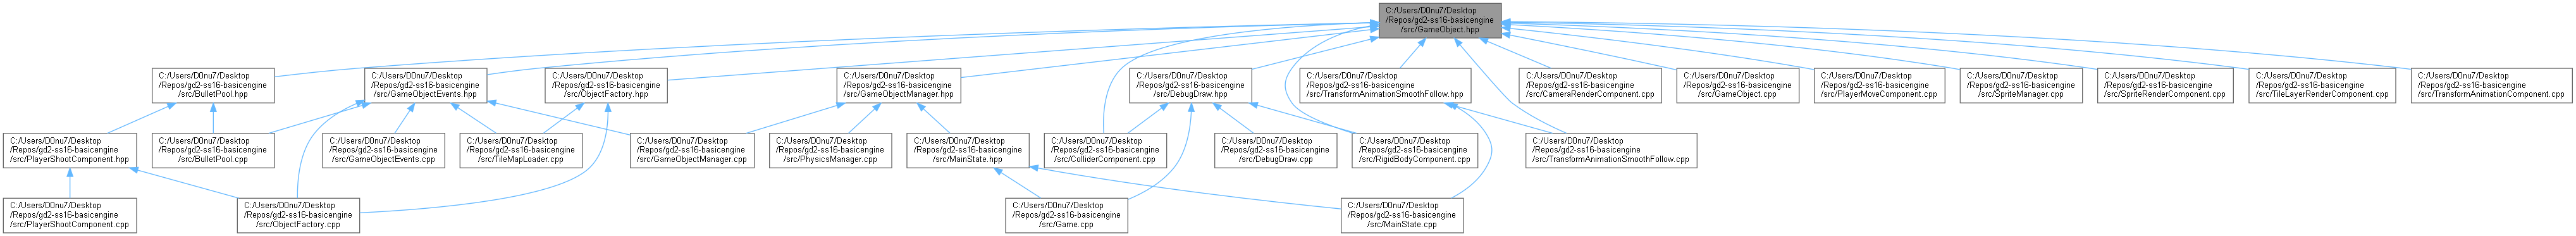 C:/Users/D0nu7/Desktop
/Repos/gd2-ss16-basicengine
/src/GameObject.hpp
C:/Users/D0nu7/Desktop
/Repos/gd2-ss16-basicengine
/src/BulletPool.hpp
C:/Users/D0nu7/Desktop
/Repos/gd2-ss16-basicengine
/src/GameObjectEvents.hpp
C:/Users/D0nu7/Desktop
/Repos/gd2-ss16-basicengine
/src/ObjectFactory.hpp
C:/Users/D0nu7/Desktop
/Repos/gd2-ss16-basicengine
/src/GameObjectManager.hpp
C:/Users/D0nu7/Desktop
/Repos/gd2-ss16-basicengine
/src/DebugDraw.hpp
C:/Users/D0nu7/Desktop
/Repos/gd2-ss16-basicengine
/src/TransformAnimationSmoothFollow.hpp
C:/Users/D0nu7/Desktop
/Repos/gd2-ss16-basicengine
/src/CameraRenderComponent.cpp
C:/Users/D0nu7/Desktop
/Repos/gd2-ss16-basicengine
/src/GameObject.cpp
C:/Users/D0nu7/Desktop
/Repos/gd2-ss16-basicengine
/src/PlayerMoveComponent.cpp
C:/Users/D0nu7/Desktop
/Repos/gd2-ss16-basicengine
/src/SpriteManager.cpp
C:/Users/D0nu7/Desktop
/Repos/gd2-ss16-basicengine
/src/SpriteRenderComponent.cpp
C:/Users/D0nu7/Desktop
/Repos/gd2-ss16-basicengine
/src/TileLayerRenderComponent.cpp
C:/Users/D0nu7/Desktop
/Repos/gd2-ss16-basicengine
/src/TransformAnimationComponent.cpp
C:/Users/D0nu7/Desktop
/Repos/gd2-ss16-basicengine
/src/PlayerShootComponent.hpp
C:/Users/D0nu7/Desktop
/Repos/gd2-ss16-basicengine
/src/BulletPool.cpp
C:/Users/D0nu7/Desktop
/Repos/gd2-ss16-basicengine
/src/GameObjectEvents.cpp
C:/Users/D0nu7/Desktop
/Repos/gd2-ss16-basicengine
/src/TileMapLoader.cpp
C:/Users/D0nu7/Desktop
/Repos/gd2-ss16-basicengine
/src/GameObjectManager.cpp
C:/Users/D0nu7/Desktop
/Repos/gd2-ss16-basicengine
/src/PhysicsManager.cpp
C:/Users/D0nu7/Desktop
/Repos/gd2-ss16-basicengine
/src/MainState.hpp
C:/Users/D0nu7/Desktop
/Repos/gd2-ss16-basicengine
/src/ColliderComponent.cpp
C:/Users/D0nu7/Desktop
/Repos/gd2-ss16-basicengine
/src/DebugDraw.cpp
C:/Users/D0nu7/Desktop
/Repos/gd2-ss16-basicengine
/src/RigidBodyComponent.cpp
C:/Users/D0nu7/Desktop
/Repos/gd2-ss16-basicengine
/src/TransformAnimationSmoothFollow.cpp
C:/Users/D0nu7/Desktop
/Repos/gd2-ss16-basicengine
/src/PlayerShootComponent.cpp
C:/Users/D0nu7/Desktop
/Repos/gd2-ss16-basicengine
/src/ObjectFactory.cpp
C:/Users/D0nu7/Desktop
/Repos/gd2-ss16-basicengine
/src/Game.cpp
C:/Users/D0nu7/Desktop
/Repos/gd2-ss16-basicengine
/src/MainState.cpp